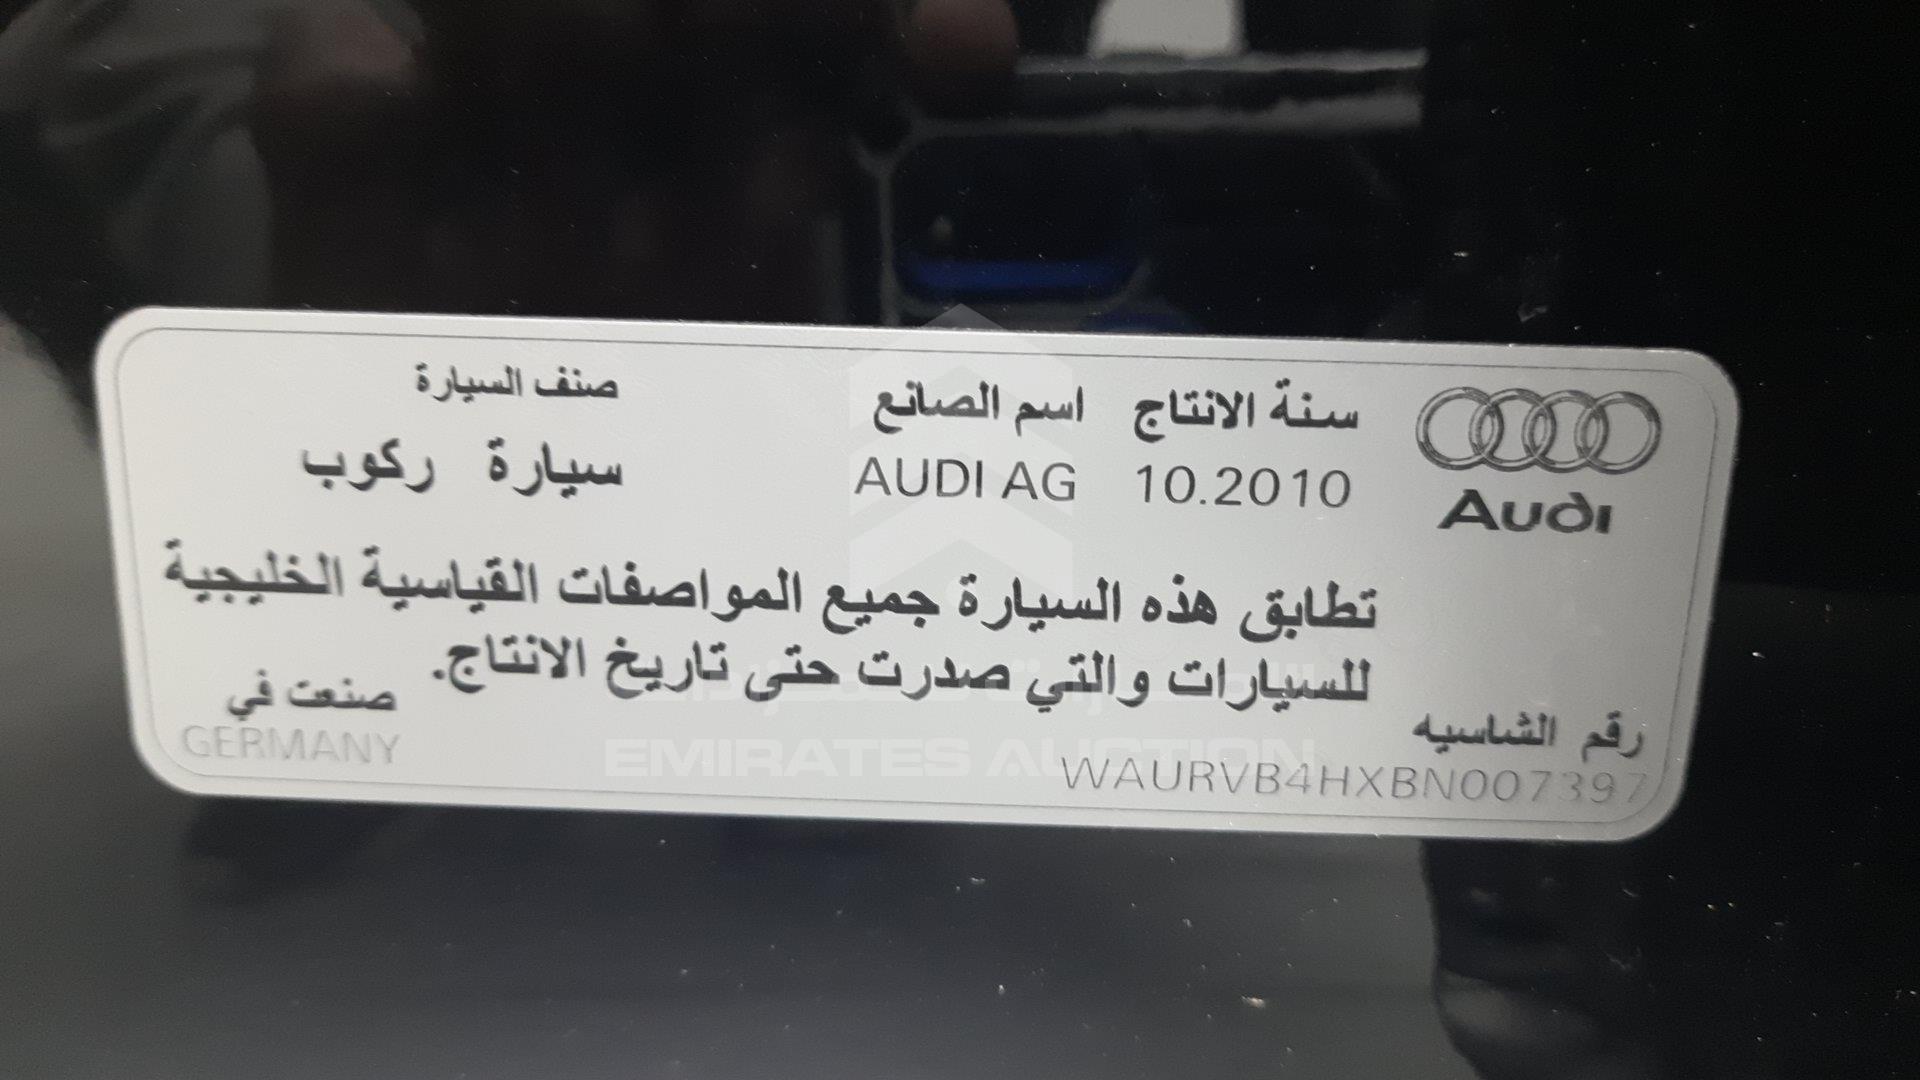 Audi
سنة الانتاج
10.2010
اسم الصانع
AUDI AG
صنف السيارة
سيارة ركوب
تطابق هذه السيارة جميع المواصفات القياسية الخليجية
للسيارات والتي صدرت حتى تاريخ الانتاج.
رقم الشاسيه
WAURVB4HXBN007397
صنعت في
GERMANY
EMIRATES AUCTION